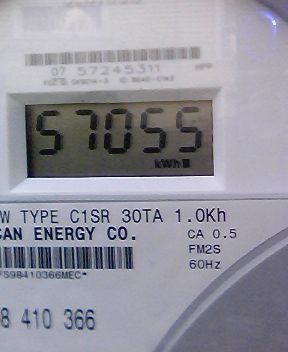 07 57245311
57055
kWh
W TYPE C1SR 30TA 1.0Kh
CAN ENERGY CO.
CA 0.5
FM2S
60Hz
FS98410366MEC*
8 410 366